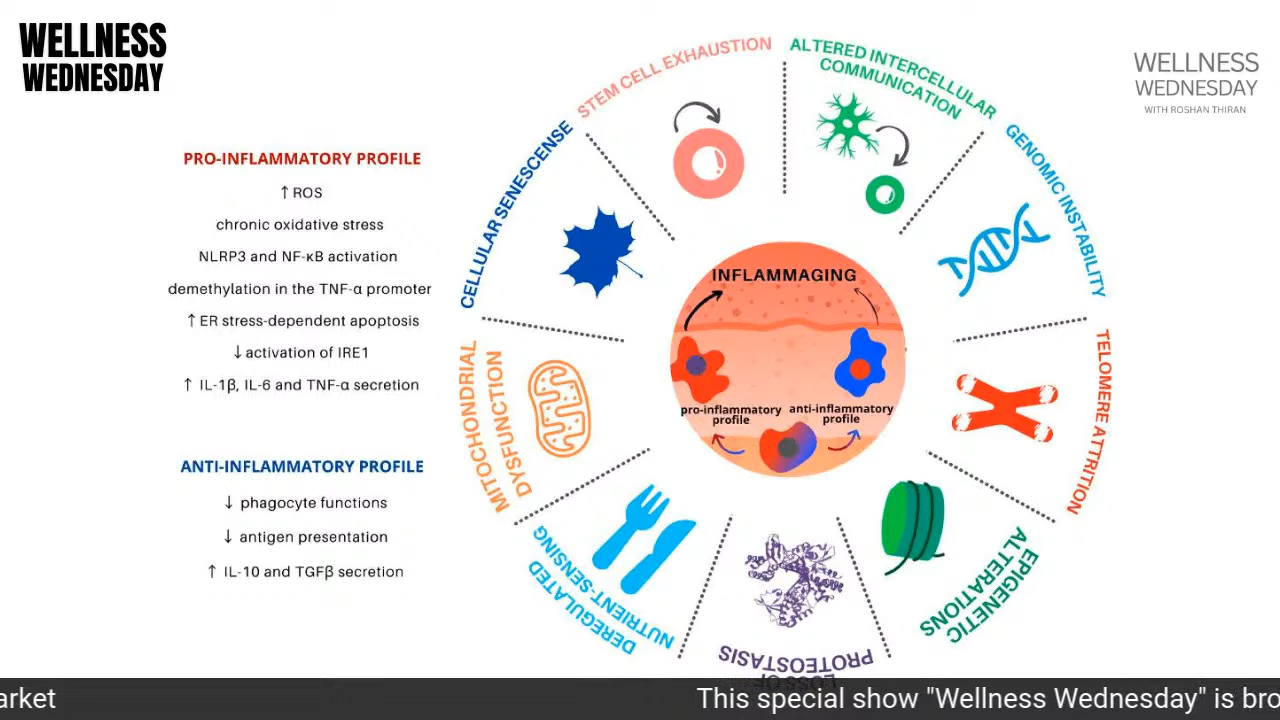 WELLNESS
WEDNESDAY
WELLNESS
WEDNESDAY
WITH ROSHAN THIRAN
PRO-INFLAMMATORY PROFILE
↑ ROS
chronic oxidative stress
NLRP3 and NF-κB activation
demethylation in the TNF-α promoter
↑ ER stress-dependent apoptosis
↓ activation of IRE1
↑ IL-1β, IL-6 and TNF-α secretion
ANTI-INFLAMMATORY PROFILE
↓ phagocyte functions
↓ antigen presentation
↑ IL-10 and TGFβ secretion
STEM CELL EXHAUSTION
ALTERED INTERCELLULAR
COMMUNICATION
GENOMIC INSTABILITY
TELOMERE ATTRITION
EPIGENETIC
ALTERATIONS
LOSS OF
PROTEOSTASIS
DEREGULATED
NUTRIENT-SENSING
MITOCHONDRIAL
DYSFUNCTION
CELLULAR SENESCENSE
INFLAMMAGING
pro-inflammatory
profile
anti-inflammatory
profile
arket
This special show "Wellness Wednesday" is bro